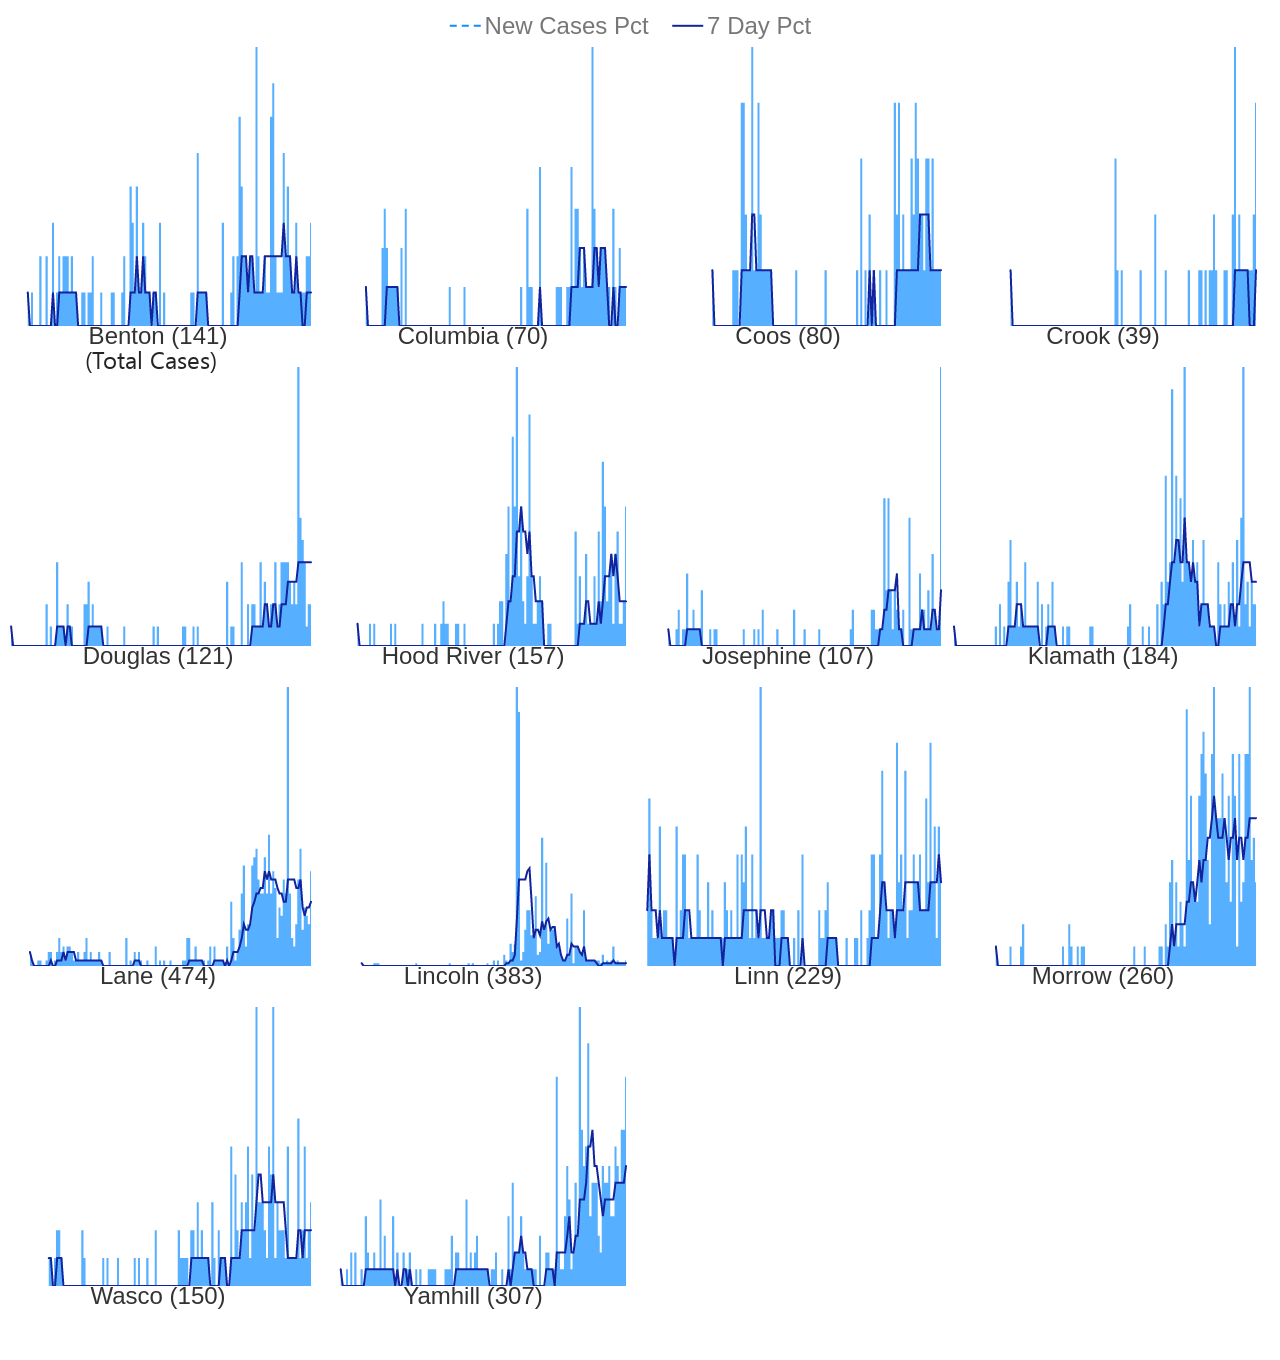 New Cases Pct 7 Day Pct
Benton (141) Columbia (70) Coos (80) Crook (39)
(Total Cases)
Douglas (121) Hood River (157) Josephine (107) Klamath (184)
Lane (474) Lincoln (383) Linn (229) Morrow (260)
Wasco (150) Yamhill (307)